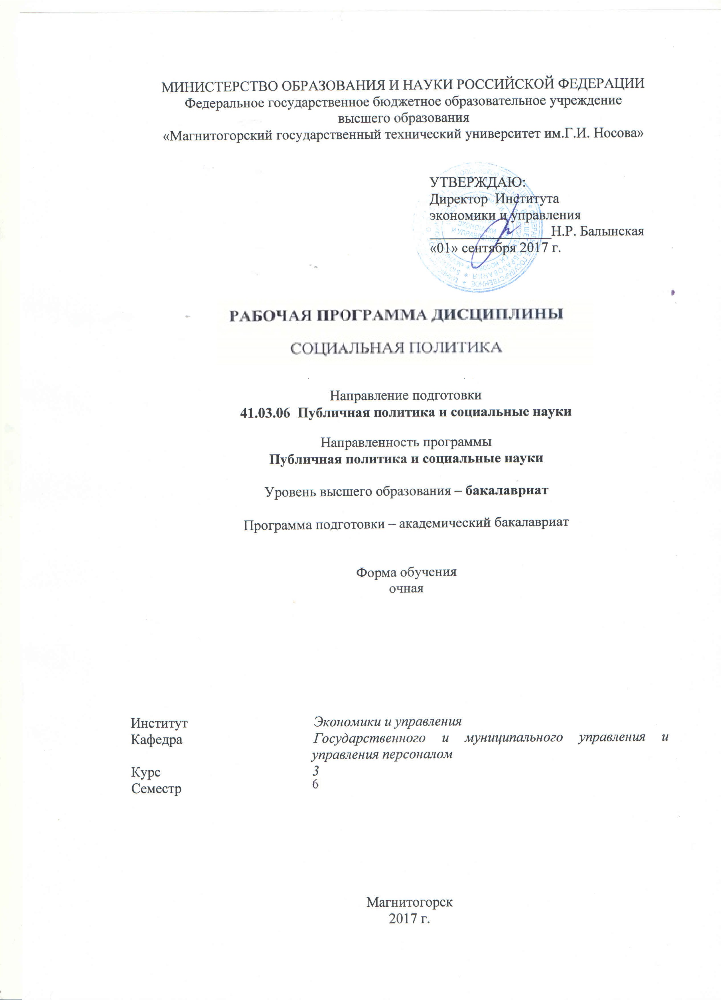 МИНИСТЕРСТВО ОБРАЗОВАНИЯ И НАУКИ РОССИЙСКОЙ ФЕДЕРАЦИИ
Федеральное государственное бюджетное образовательное учреждение
высшего образования
«Магнитогорский государственный технический университет им.Г.И. Носова»
УТВЕРЖДАЮ:
Директор Института
экономики и управления
Н.Р. Балынская
«01» сентября 2017 г.
ЭКОНОМИКИ
И УПРАВЛЕНИЯ
РАБОЧАЯ ПРОГРАММА ДИСЦИПЛИНЫ
СОЦИАЛЬНАЯ ПОЛИТИКА
Направление подготовки
41.03.06 Публичная политика и социальные науки
Направленность программы
Публичная политика и социальные науки
Уровень высшего образования – бакалавриат
Программа подготовки – академический бакалавриат
Форма обучения
очная
Институт Экономики и управления
Кафедра Государственного и муниципального управления и
управления персоналом
Курс 3
Семестр 6
Магнитогорск
2017 г.